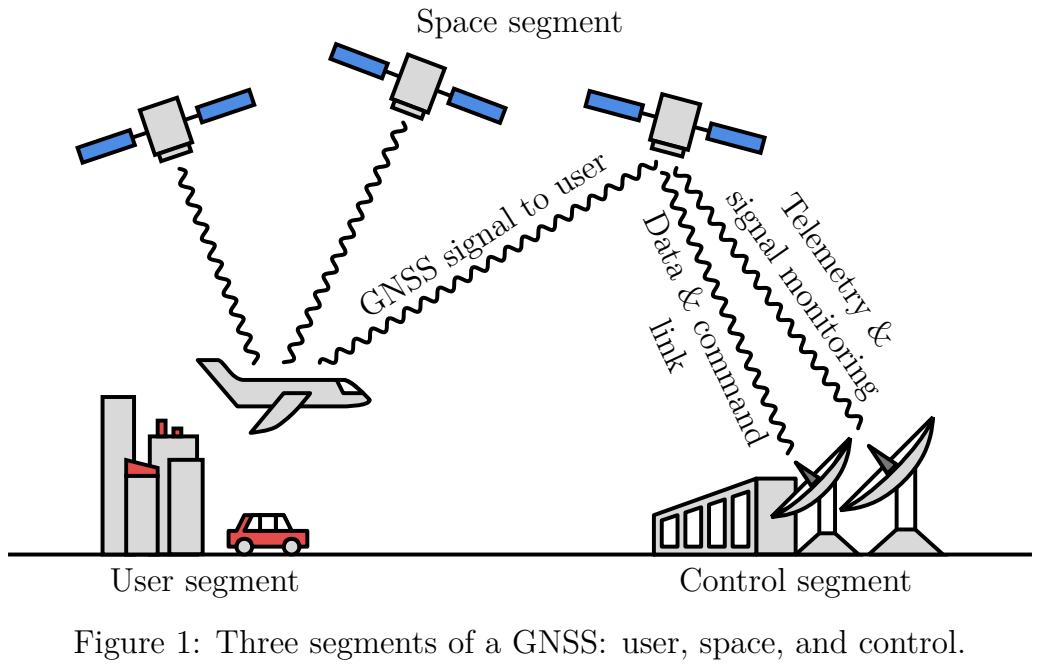 Space segment
GNSS signal to user
Data & command
link
Telemetry &
signal monitoring
User segment
Control segment
Figure 1: Three segments of a GNSS: user, space, and control.